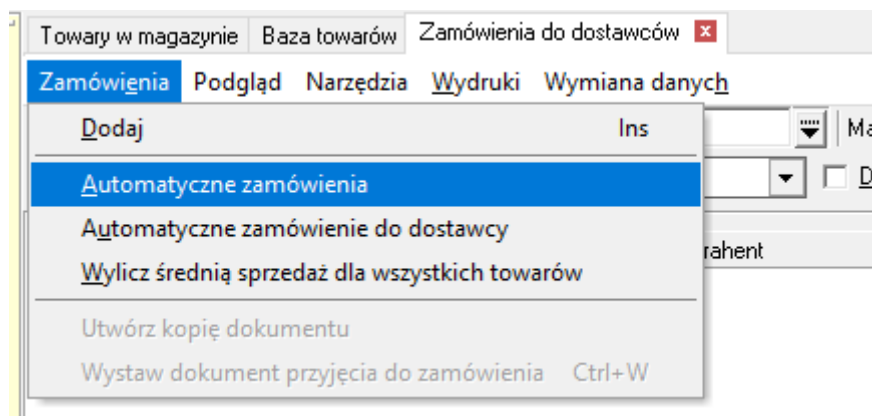 Towary w magazynie Baza towarów Zamówienia do dostawców
Zamówienia Podgląd Narzędzia Wydruki Wymiana danych
Dodaj Ins
Automatyczne zamówienia
Automatyczne zamówienie do dostawcy
rahent
Wylicz średnią sprzedaż dla wszystkich towarów
Utwórz kopię dokumentu
Wystaw dokument przyjęcia do zamówienia Ctrl+W